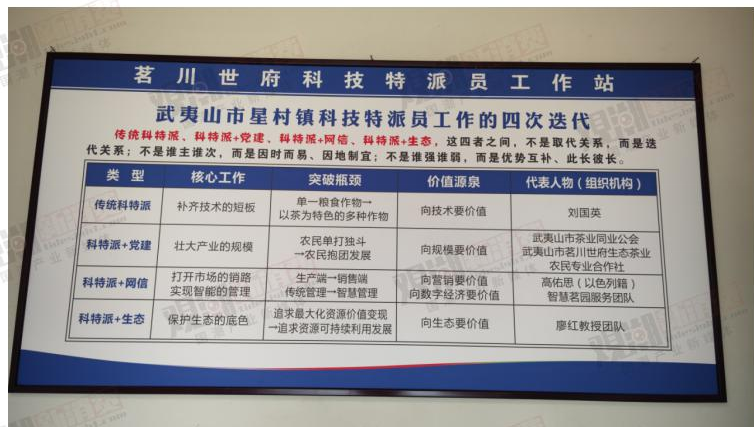 茗川世府科技特派员工作站
武夷山市星村镇科技特派员工作的四次迭代
传统科特派、科特派+党建、科特派+网信、科特派+生态，这四者之间，不是取代关系，而是迭
代关系；不是谁主谁次，而是因时而易、因地制宜；不是谁强谁弱，而是优势互补、此长彼长。
类 型 核心工作 突破瓶颈 价值源泉 代表人物（组织机构）
传统科特派 补齐技术的短板 单一粮食作物→
以茶为特色的多种作物 向技术要价值 刘国英
科特派+党建 壮大产业的规模 农民单打独斗
→农民抱团发展 向规模要价值 武夷山市茶业同业公会
武夷山市茗川世府生态茶业
农民专业合作社
科特派+网信 打开市场的销路
实现智能的管理 生产端→销售端
传统管理→智慧管理 向营销要价值
向数字经济要价值 高佑思（以色列籍）
智慧茗园服务团队
科特派+生态 保护生态的底色 追求最大化资源价值变现
→追求资源可持续利用发展 向生态要价值 廖红教授团队